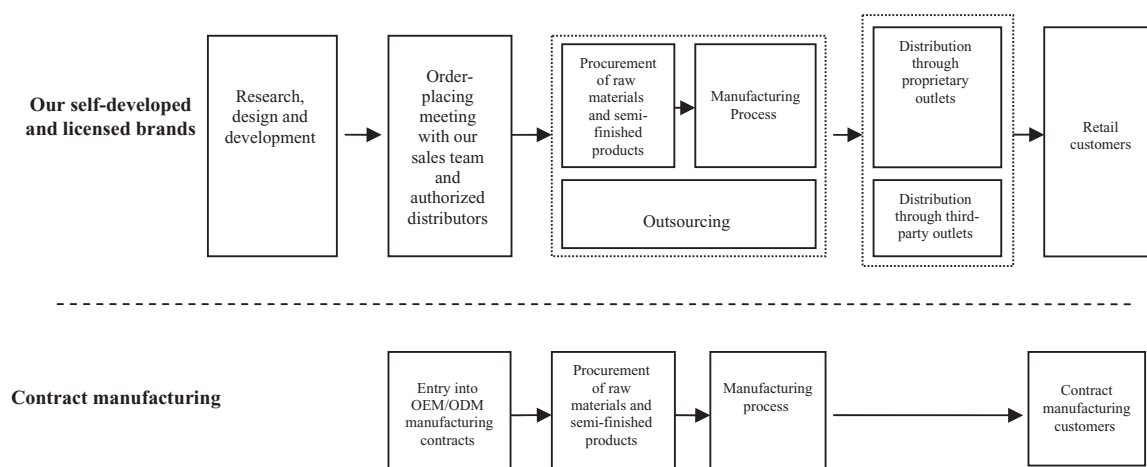 Our self-developed
and licensed brands
Research,
design and
development
Order-
placing
meeting
with our
sales team
and
authorized
distributors
Procurement
of raw
materials
and semi-
finished
products
Manufacturing
Process
Outsourcing
Distribution
through
proprietary
outlets
Distribution
through third-
party outlets
Retail
customers
Contract manufacturing
Entry into
OEM/ODM
manufacturing
contracts
Procurement
of raw
materials and
semi-finished
products
Manufacturing
process
Contract
manufacturing
customers